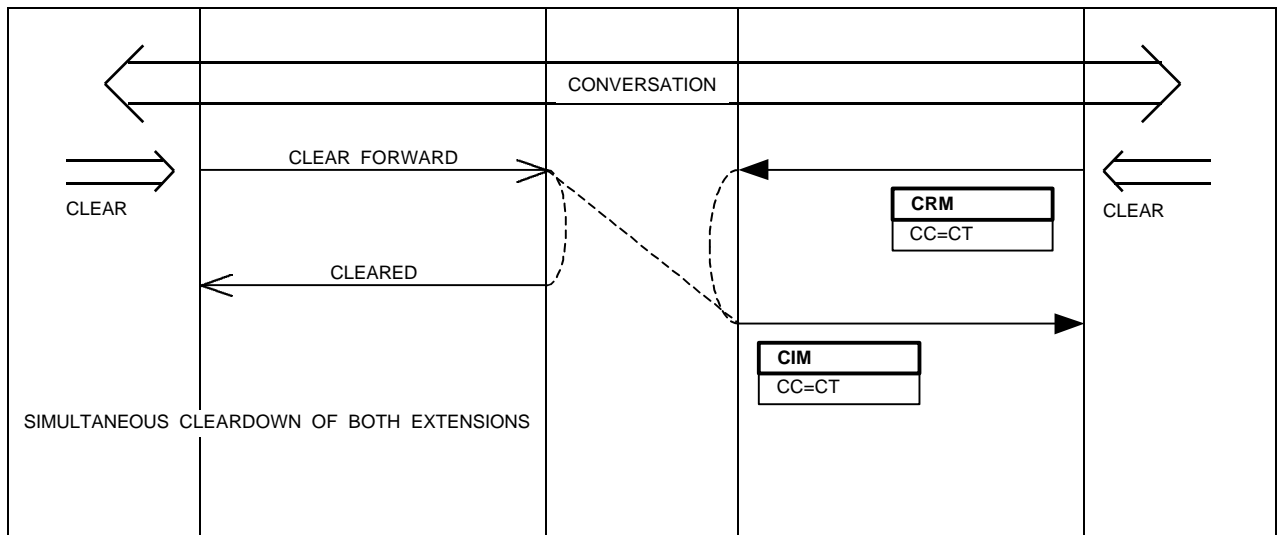 CONVERSATION
CLEAR FORWARD
CLEAR
CRM
CC=CT
CLEAR
CLEARED
CIM
CC=CT
SIMULTANEOUS CLEARDOWN OF BOTH EXTENSIONS